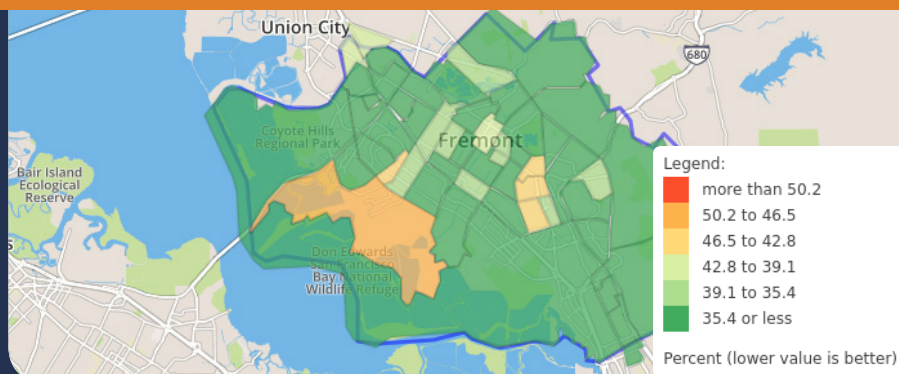 Union City
680
Coyote Hills
Regional Park
Fremont
Bair Island
Ecological
Reserve
s
Don Edwards
San Francisco
Bay National
Wildlife Refuge
Legend:
more than 50.2
50.2 to 46.5
46.5 to 42.8
42.8 to 39.1
39.1 to 35.4
35.4 or less
Percent (lower value is better)